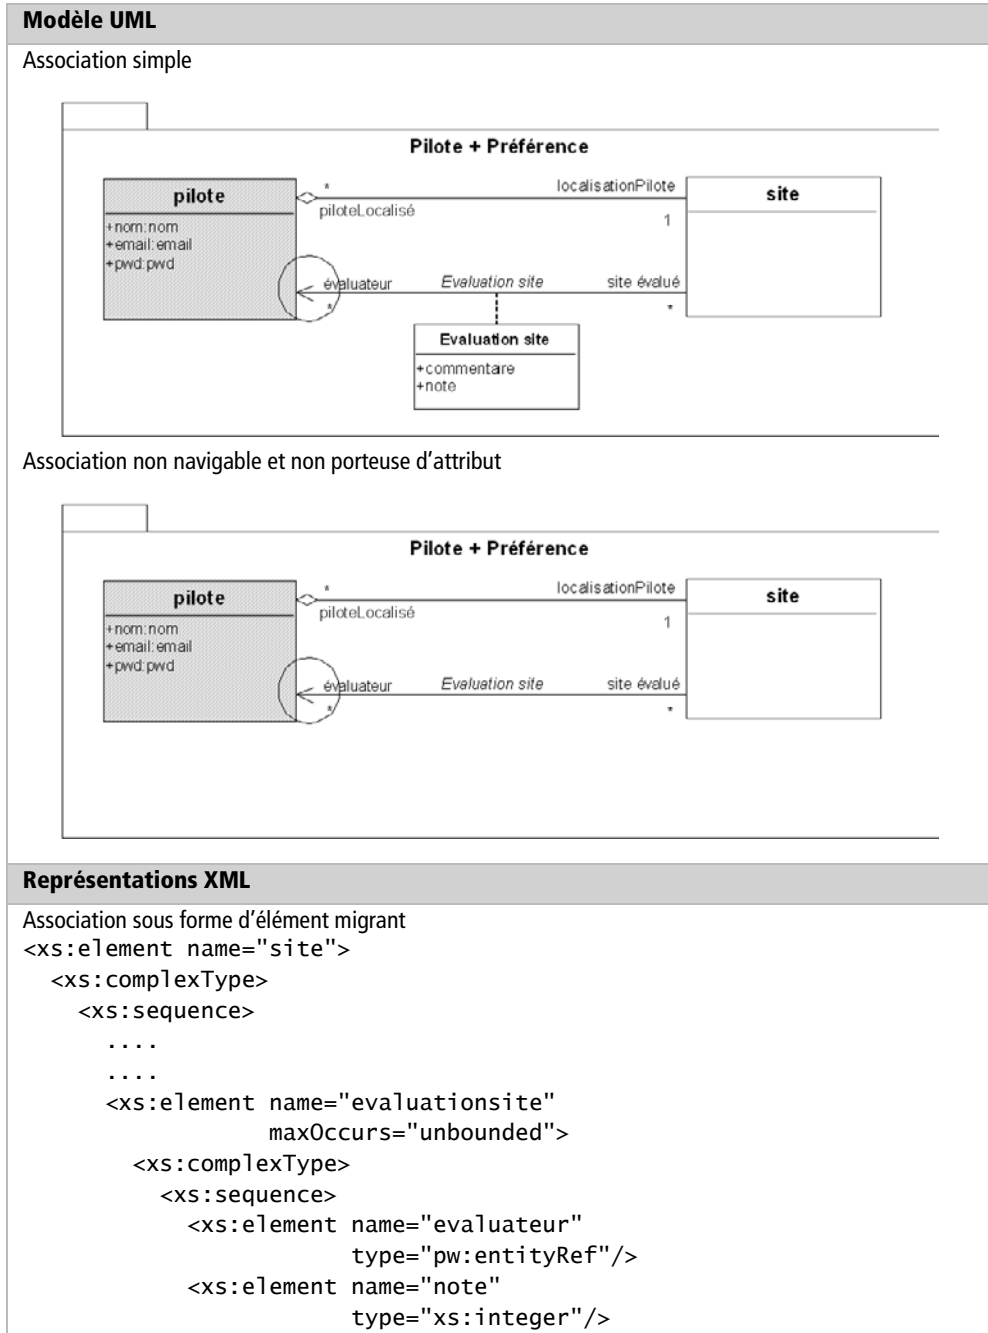 Modèle UML
Association simple
Pilote + Préférence
pilote
+nom:nom
+email:email
+pwd:pwd
*
piloteLocalisé
localisationPilote
1
site
évaluateur
*
Evaluation site
site évalué
*
Evaluation site
+commentaire
+note
Association non navigable et non porteuse d'attribut
Pilote + Préférence
pilote
+nom:nom
+email:email
+pwd:pwd
*
piloteLocalisé
localisationPilote
1
site
évaluateur
*
Evaluation site
site évalué
*
Représentations XML
Association sous forme d'élément migrant
<xs:element name="site">
<xs:complexType>
<xs:sequence>
....
....
<xs:element name="evaluationsite"
maxOccurs="unbounded">
<xs:complexType>
<xs:sequence>
<xs:element name="evaluateur"
type="pw:entityRef"/>
<xs:element name="note"
type="xs:integer"/>